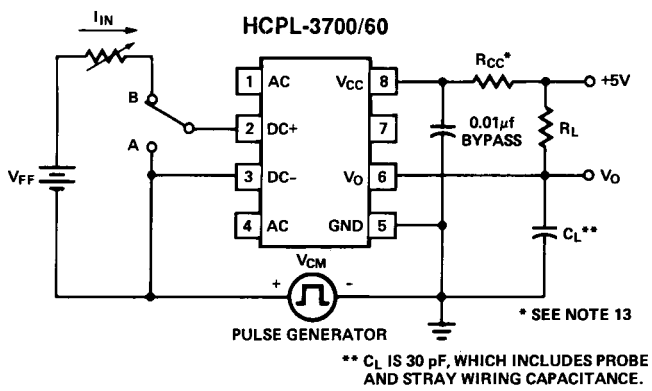 HCPL-3700/60
I_IN
R_CC*
+5V
1 AC
V_CC 8
B
0.01µf
BYPASS
R_L
2 DC+
7
A
V_FF
3 DC-
V_O 6
V_O
4 AC
GND 5
C_L**
V_CM
+ -
PULSE GENERATOR
* SEE NOTE 13
** C_L IS 30 pF, WHICH INCLUDES PROBE
AND STRAY WIRING CAPACITANCE.